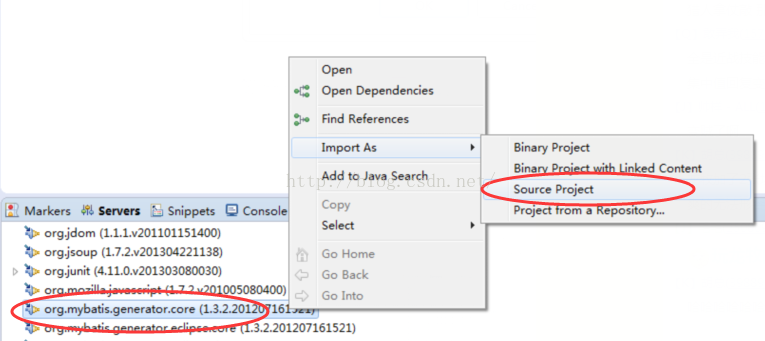 Open
Open Dependencies
Find References
Import As
Binary Project
Binary Project with Linked Content
Add to Java Search
http://blog.csdn.net/
Source Project
Copy
Project from a Repository...
Select
Markers Servers Snippets Console
org.jdom (1.1.1.v201101151400)
org.jsoup (1.7.2.v201304221138)
Go Home
org.junit (4.11.0.v201303080030)
Go Back
org.mozilla.javascript (1.7.2.v201005080400)
Go Into
org.mybatis.generator.core (1.3.2.201207161521)
org.mybatis.generator.eclipse.core (1.3.2.201207161521)